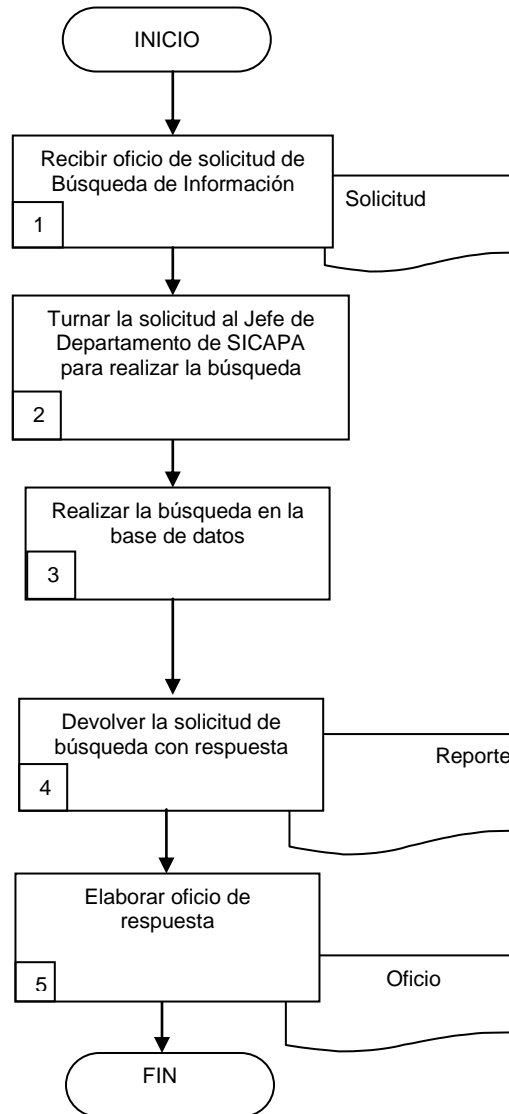 INICIO
Recibir oficio de solicitud de
Búsqueda de Información
Solicitud
1
Turnar la solicitud al Jefe de
Departamento de SICAPA
para realizar la búsqueda
2
Realizar la búsqueda en la
base de datos
3
Devolver la solicitud de
búsqueda con respuesta
Reporte
4
Elaborar oficio de
respuesta
Oficio
5
FIN